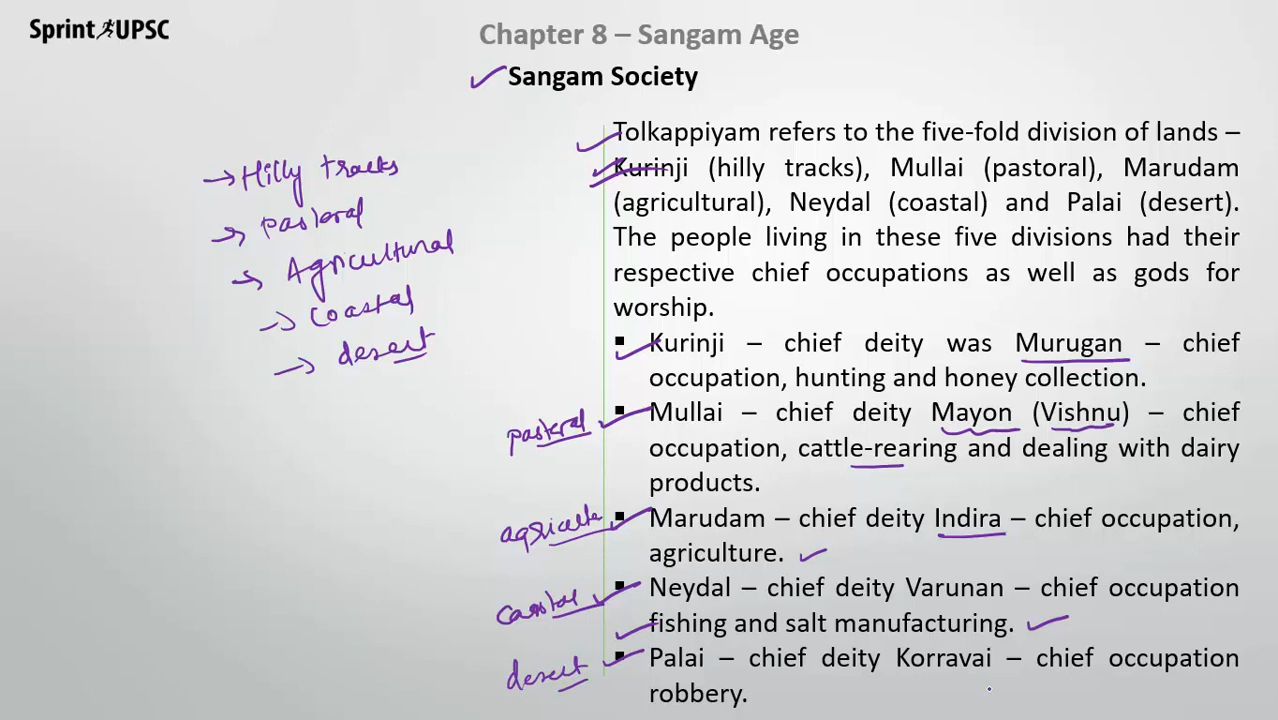 Sprint UPSC
Chapter 8 – Sangam Age
Sangam Society
Tolkappiyam refers to the five-fold division of lands –
Kurinji (hilly tracks), Mullai (pastoral), Marudam
(agricultural), Neydal (coastal) and Palai (desert).
The people living in these five divisions had their
respective chief occupations as well as gods for
worship.
▪ Kurinji – chief deity was Murugan – chief
occupation, hunting and honey collection.
▪ Mullai – chief deity Mayon (Vishnu) – chief
occupation, cattle-rearing and dealing with dairy
products.
▪ Marudam – chief deity Indira – chief occupation,
agriculture.
▪ Neydal – chief deity Varunan – chief occupation
fishing and salt manufacturing.
▪ Palai – chief deity Korravai – chief occupation
robbery.
→ Hilly tracks
→ pastoral
→ Agricultural
→ Coastal
→ desert
pastoral
desert